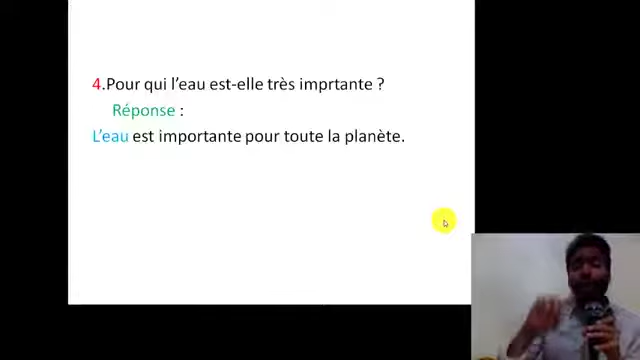 4.Pour qui l'eau est-elle très imprtante ?
Réponse :
L'eau est importante pour toute la planète.